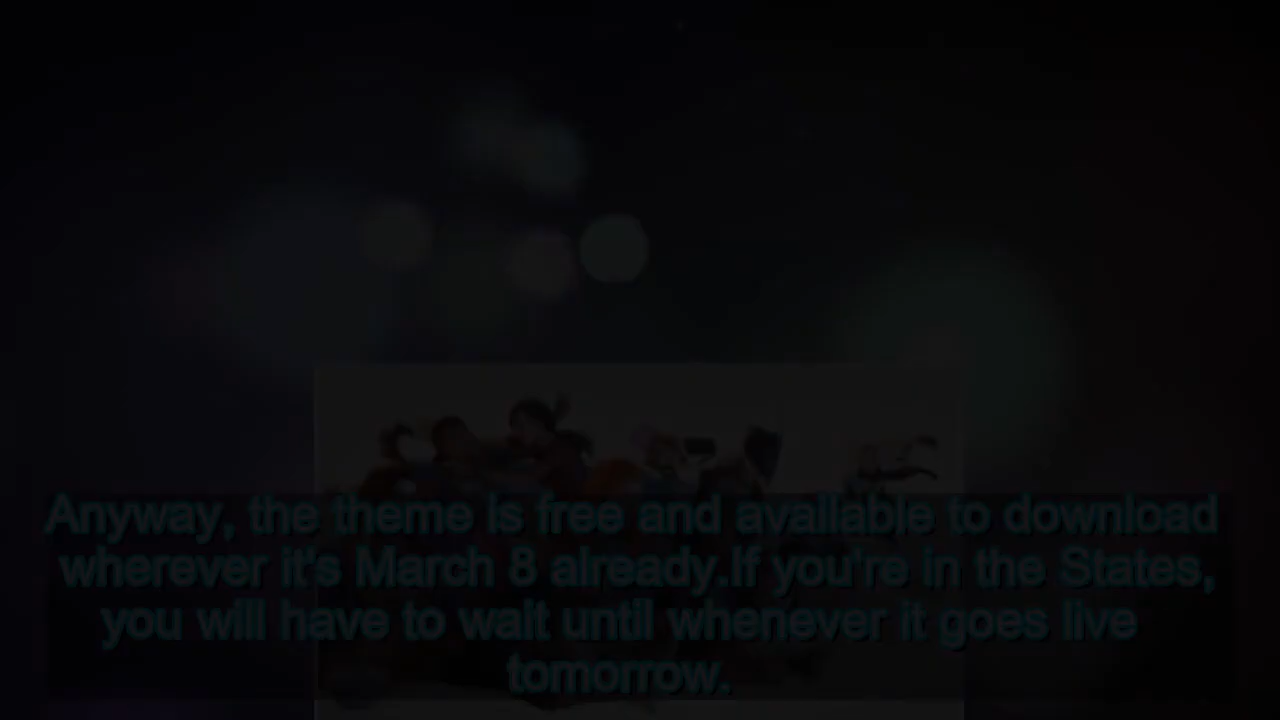 Anyway, the theme is free and available to download
wherever it's March 8 already.If you're in the States,
you will have to wait until whenever it goes live
tomorrow.